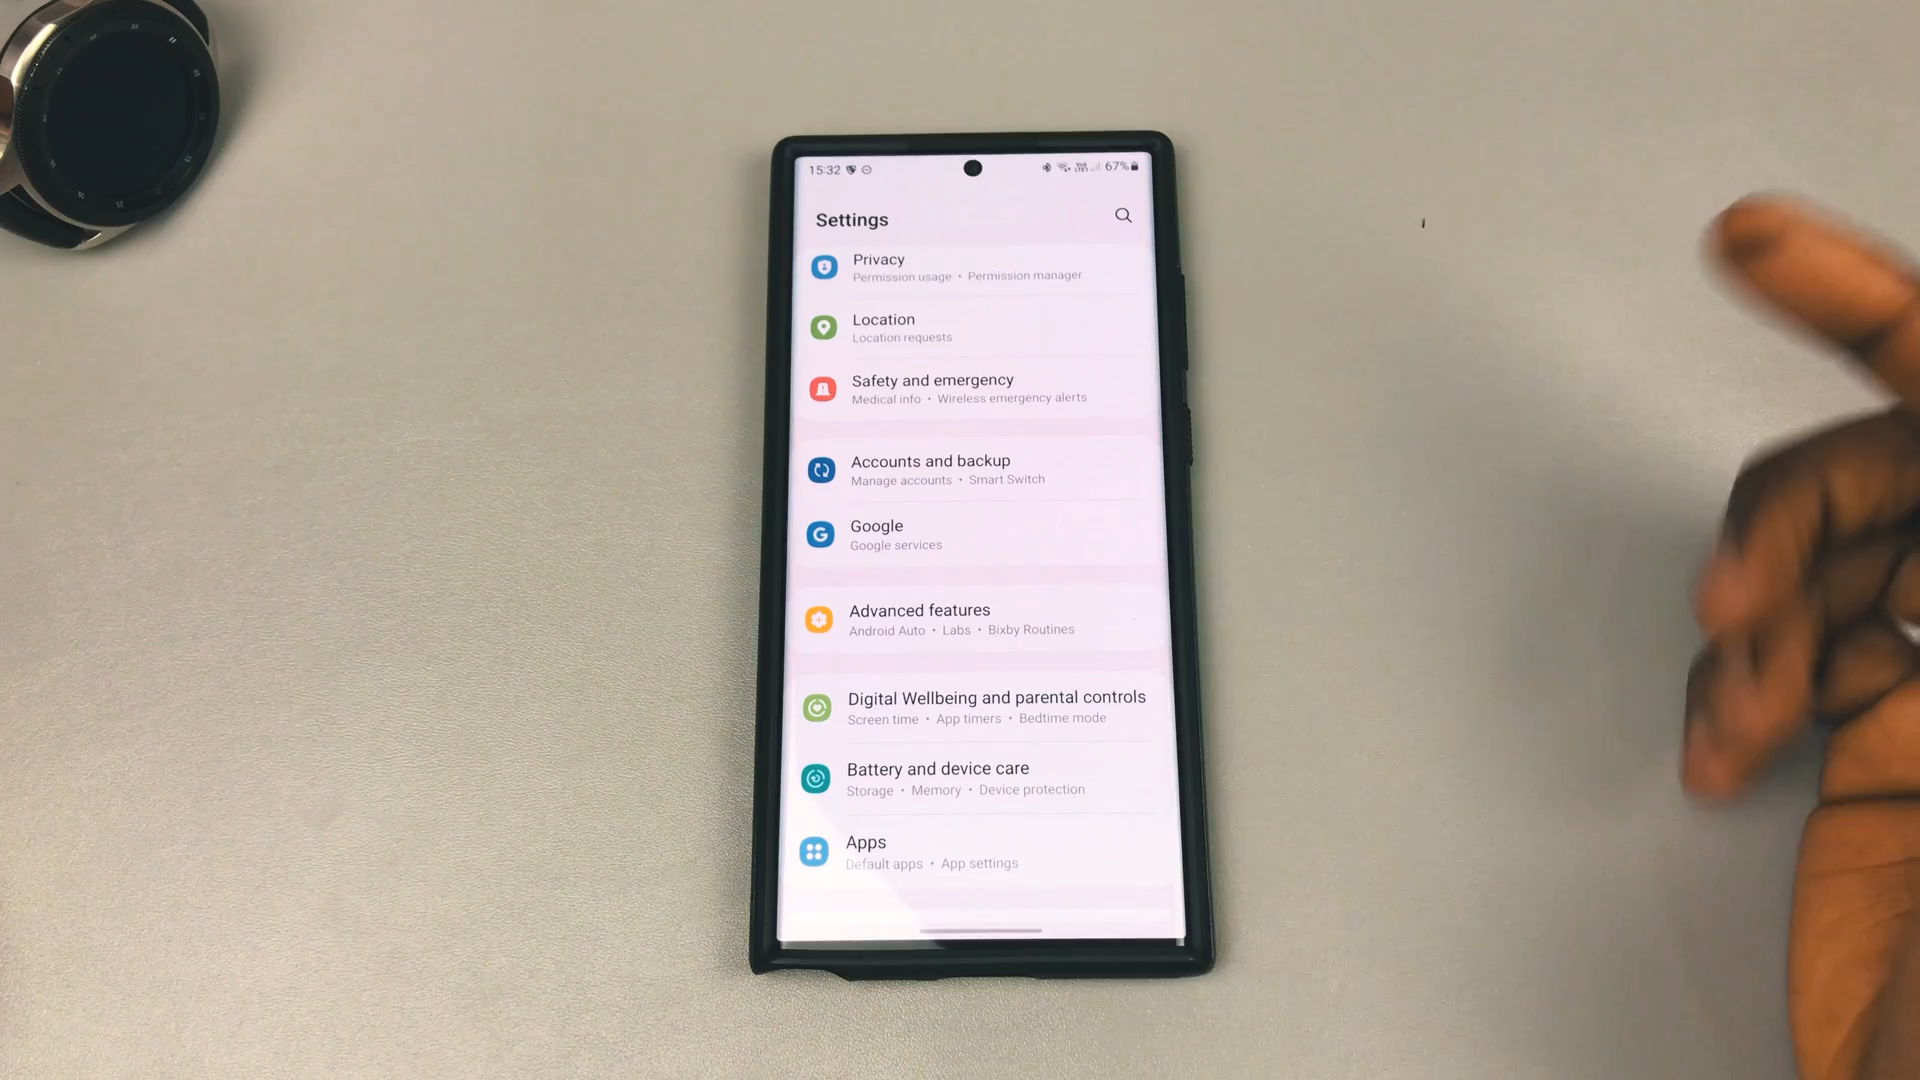 15:32 67%
Settings
Privacy
Permission usage • Permission manager
Location
Location requests
Safety and emergency
Medical info • Wireless emergency alerts
Accounts and backup
Manage accounts • Smart Switch
G Google
Google services
Advanced features
Android Auto • Labs • Bixby Routines
Digital Wellbeing and parental controls
Screen time • App timers • Bedtime mode
Battery and device care
Storage • Memory • Device protection
Apps
Default apps • App settings